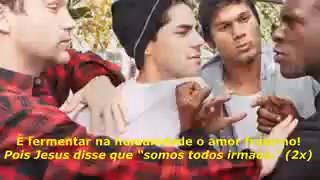 É fermentar na humanidade o amor fraterno!
Pois Jesus disse que "somos todos irmãos." (2x)